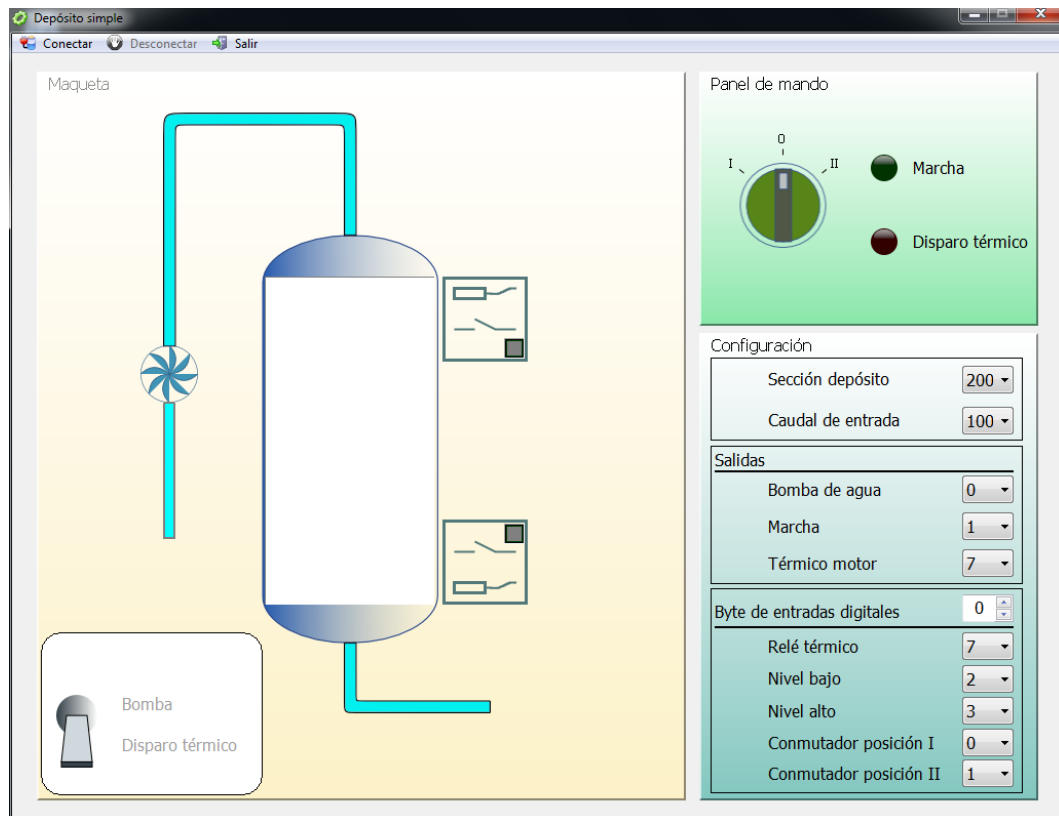 Depósito simple
Conectar Desconectar Salir
Maqueta
Bomba
Disparo térmico
Panel de mando
0
I II
Marcha
Disparo térmico
Configuración
Sección depósito 200
Caudal de entrada 100
Salidas
Bomba de agua 0
Marcha 1
Térmico motor 7
Byte de entradas digitales 0
Relé térmico 7
Nivel bajo 2
Nivel alto 3
Conmutador posición I 0
Conmutador posición II 1